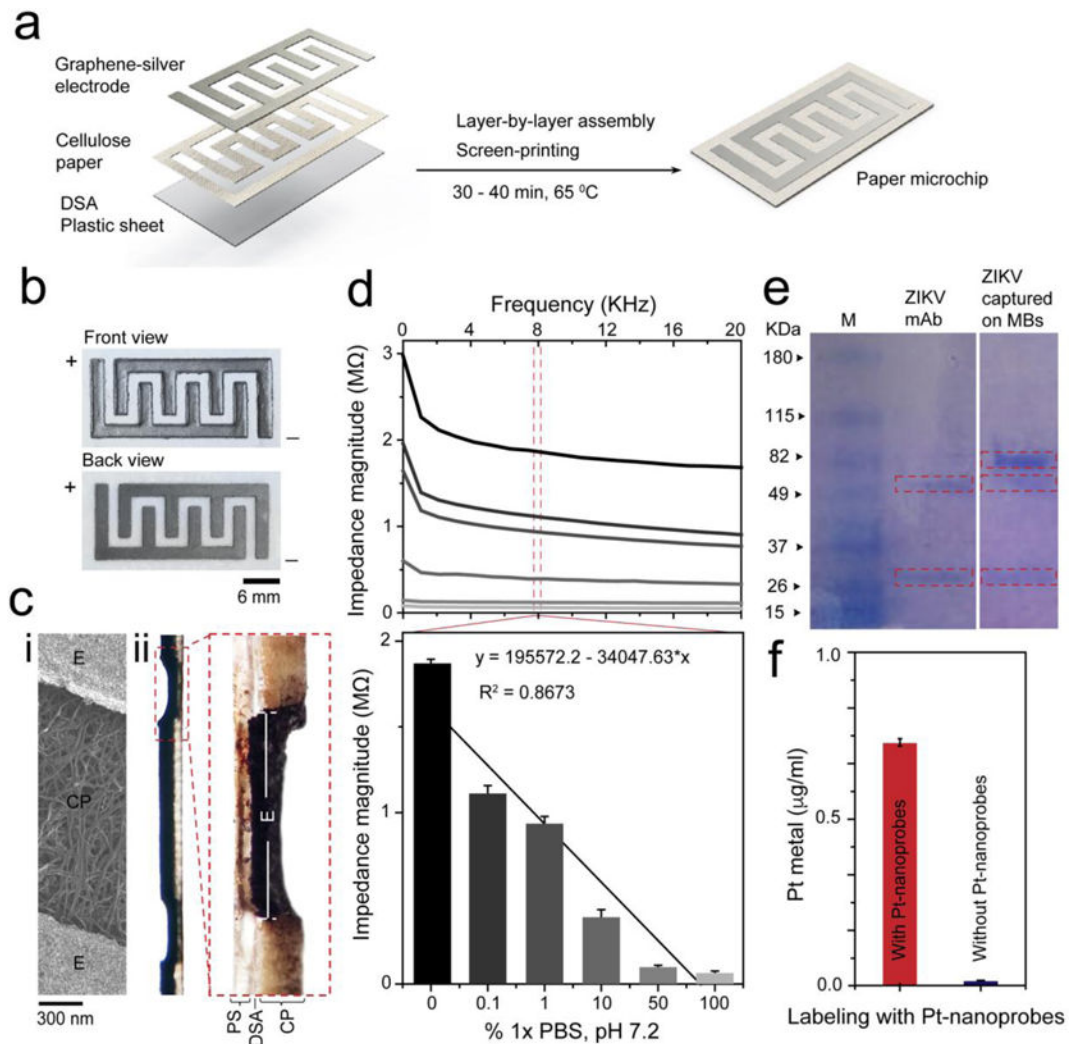 a
Graphene-silver
electrode
Cellulose
paper
DSA
Plastic sheet
Layer-by-layer assembly
Screen-printing
30 - 40 min, 65 ⁰C
Paper microchip
b
Front view
+
–
Back view
+
–
6 mm
c
i
E
CP
E
300 nm
ii
E
PS
DSA
CP
d
Frequency (KHz)
0 4 8 12 16 20
Impedance magnitude (MΩ)
3
2
1
0
y = 195572.2 - 34047.63*x
R² = 0.8673
Impedance magnitude (MΩ)
2
1
0
0 0.1 1 10 50 100
% 1x PBS, pH 7.2
e
KDa
M
ZIKV
mAb
ZIKV
captured
on MBs
180
115
82
49
37
26
15
f
Pt metal (µg/ml)
1.0
0.5
0.0
With Pt-nanoprobes
Without Pt-nanoprobes
Labeling with Pt-nanoprobes